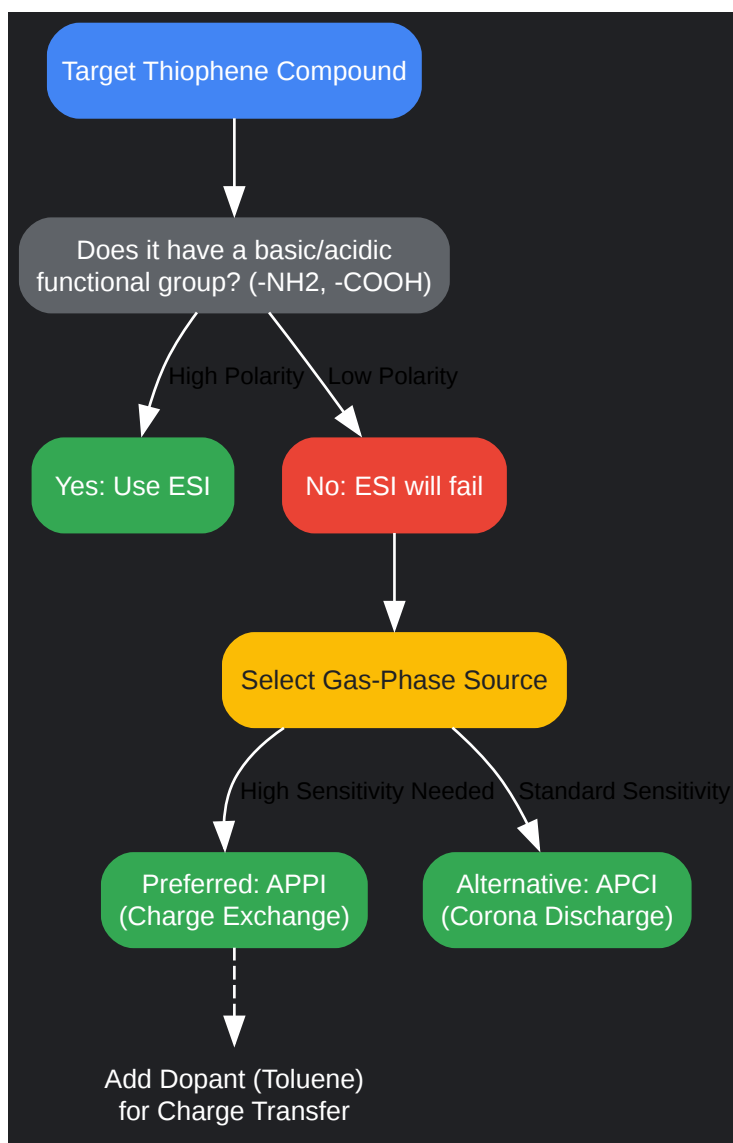 Target Thiophene Compound
Does it have a basic/acidic
functional group? (-NH2, -COOH)
High Polarity
Low Polarity
Yes: Use ESI
No: ESI will fail
Select Gas-Phase Source
High Sensitivity Needed
Standard Sensitivity
Preferred: APPI
(Charge Exchange)
Alternative: APCI
(Corona Discharge)
Add Dopant (Toluene)
for Charge Transfer